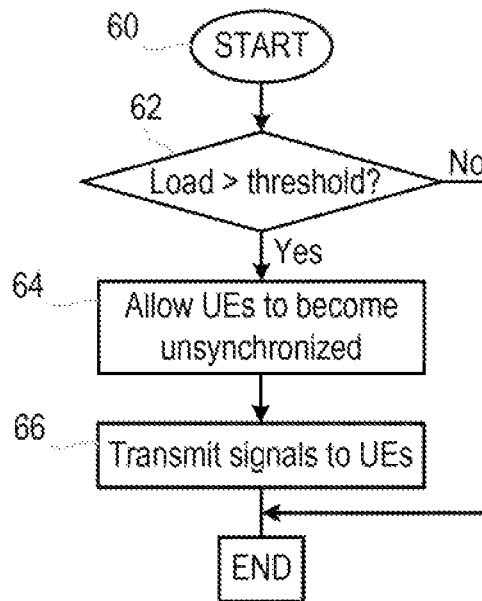 60
START
62
Load > threshold?
No
Yes
64
Allow UEs to become
unsynchronized
66
Transmit signals to UEs
END